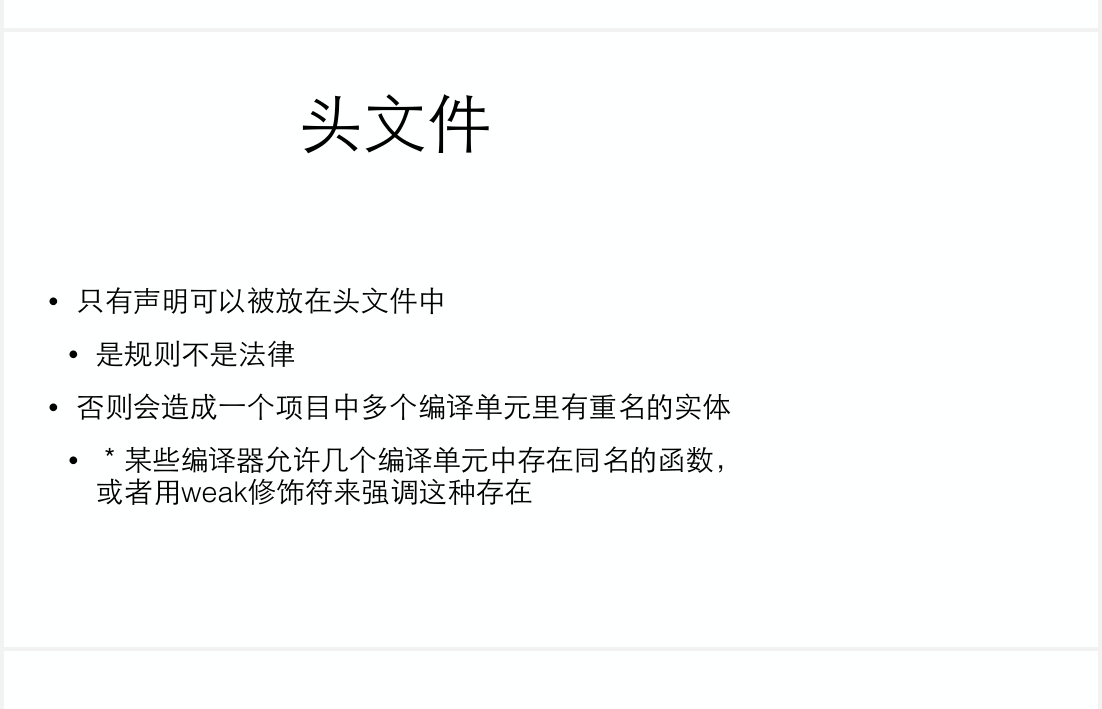 头文件
• 只有声明可以被放在头文件中
• 是规则不是法律
• 否则会造成一个项目中多个编译单元里有重名的实体
• * 某些编译器允许几个编译单元中存在同名的函数，
或者用weak修饰符来强调这种存在